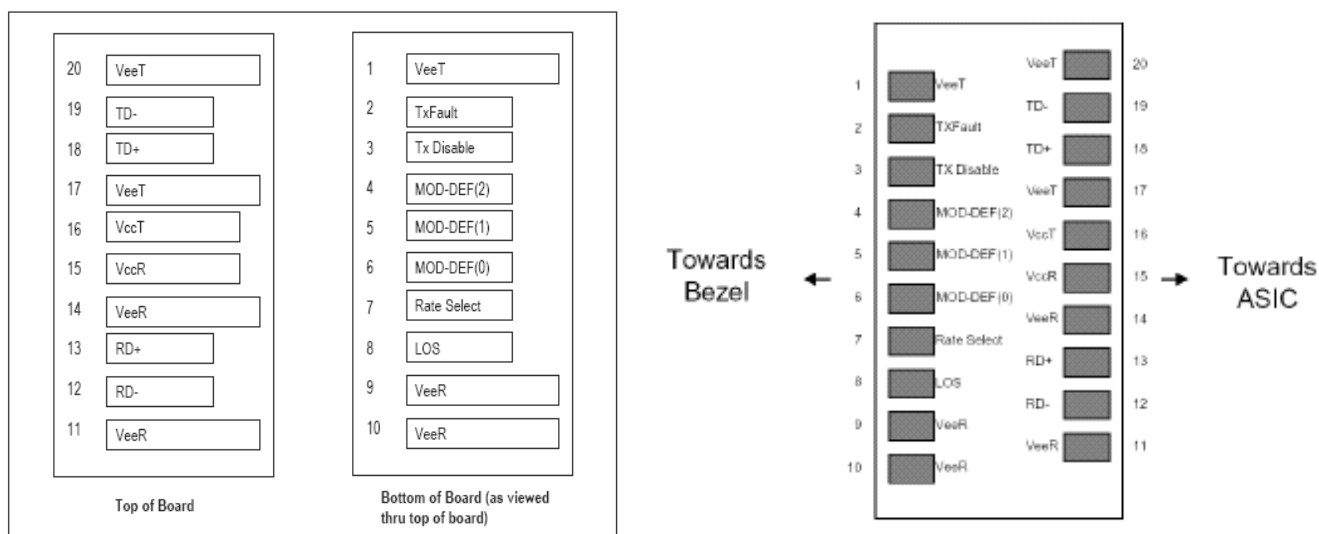 20 VeeT
19 TD-
18 TD+
17 VeeT
16 VccT
15 VccR
14 VeeR
13 RD+
12 RD-
11 VeeR
Top of Board
1 VeeT
2 TxFault
3 Tx Disable
4 MOD-DEF(2)
5 MOD-DEF(1)
6 MOD-DEF(0)
7 Rate Select
8 LOS
9 VeeR
10 VeeR
Bottom of Board (as viewed
thru top of board)
Towards
Bezel
1 VeeT
2 TXFault
3 TX Disable
4 MOD-DEF(2)
5 MOD-DEF(1)
6 MOD-DEF(0)
7 Rate Select
8 LOS
9 VeeR
10 VeeR
VeeT 20
TD- 19
TD+ 18
VeeT 17
VccT 16
VccR 15
VeeR 14
RD+ 13
RD- 12
VeeR 11
Towards
ASIC